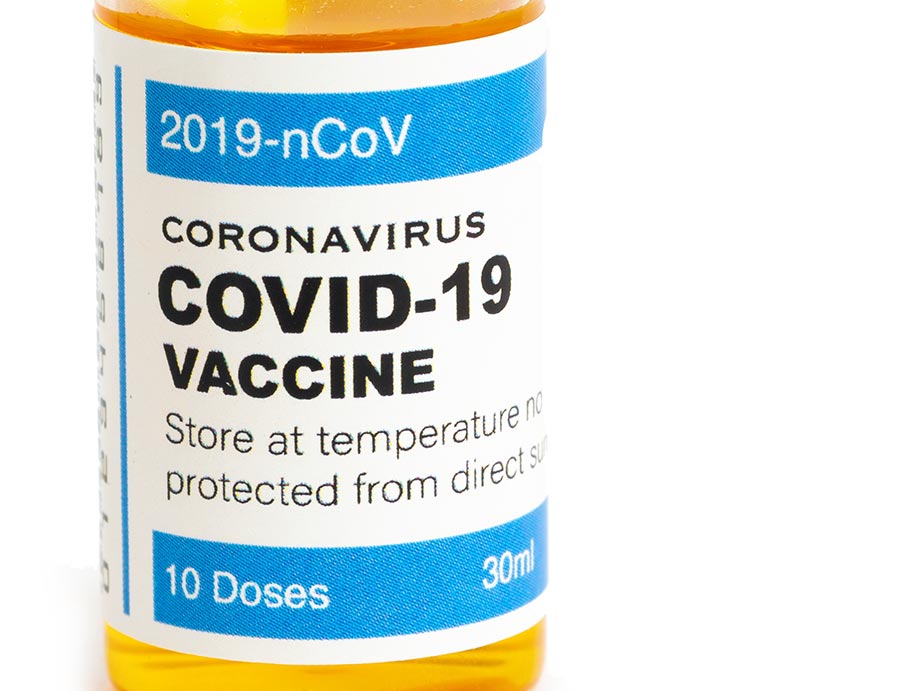 2019-nCoV
CORONAVIRUS
COVID-19
VACCINE
Store at temperature
protected from direct
10 Doses 30ml